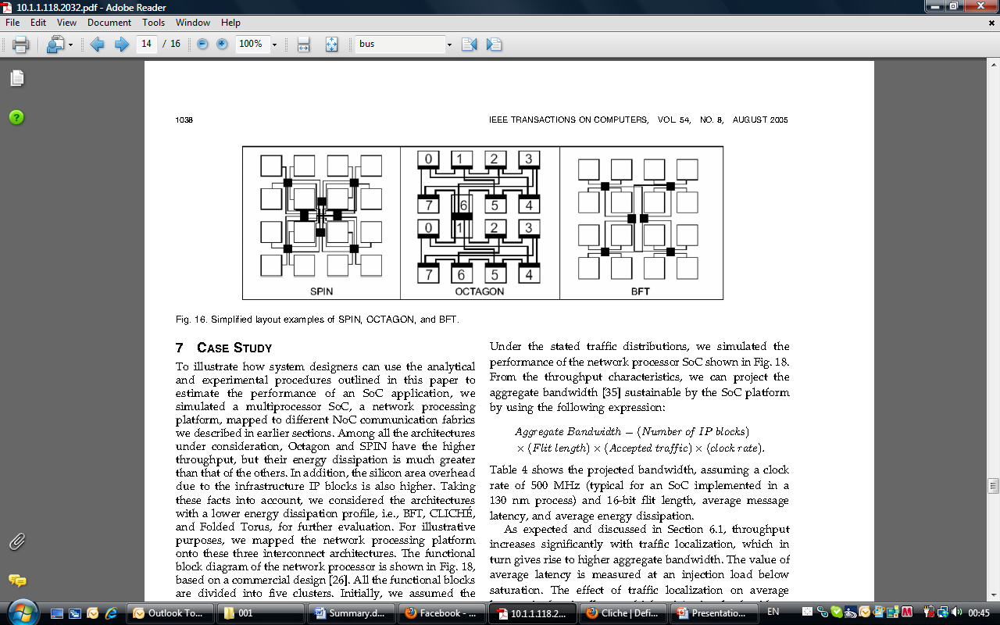 10.1.1.118.2032.pdf - Adobe Reader
File Edit View Document Tools Window Help
14 / 16 100% bus
1038 IEEE TRANSACTIONS ON COMPUTERS, VOL. 54, NO. 8, AUGUST 2005
0 1 2 3
7 6 5 4
0 1 2 3
7 6 5 4
SPIN OCTAGON BFT
Fig. 16. Simplified layout examples of SPIN, OCTAGON, and BFT.
7 CASE STUDY
To illustrate how system designers can use the analytical
and experimental procedures outlined in this paper to
estimate the performance of an SoC application, we
simulated a multiprocessor SoC, a network processing
platform, mapped to different NoC communication fabrics
we described in earlier sections. Among all the architectures
under consideration, Octagon and SPIN have the higher
throughput, but their energy dissipation is much greater
than that of the others. In addition, the silicon area overhead
due to the infrastructure IP blocks is also higher. Taking
these facts into account, we considered the architectures
with a lower energy dissipation profile, i.e., BFT, CLICHÉ,
and Folded Torus, for further evaluation. For illustrative
purposes, we mapped the network processing platform
onto these three interconnect architectures. The functional
block diagram of the network processor is shown in Fig. 18,
based on a commercial design [26]. All the functional blocks
are divided into five clusters. Initially, we assumed the
Under the stated traffic distributions, we simulated the
performance of the network processor SoC shown in Fig. 18.
From the throughput characteristics, we can project the
aggregate bandwidth [35] sustainable by the SoC platform
by using the following expression:
Aggregate Bandwidth = (Number of IP blocks)
× (Flit length) × (Accepted traffic) × (clock rate).
Table 4 shows the projected bandwidth, assuming a clock
rate of 500 MHz (typical for an SoC implemented in a
130 nm process) and 16-bit flit length, average message
latency, and average energy dissipation.
As expected and discussed in Section 6.1, throughput
increases significantly with traffic localization, which in
turn gives rise to higher aggregate bandwidth. The value of
average latency is measured at an injection load below
saturation. The effect of traffic localization on average
Outlook To... 001 Summary.d... Facebook - ... 10.1.1.118.2... Cliche | Defi... Presentatio... EN 00:45